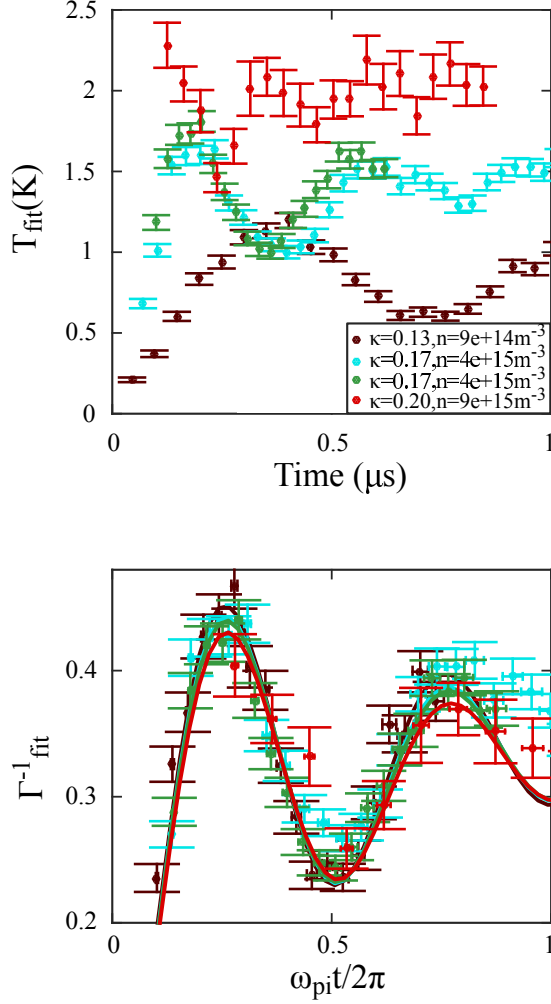 2.5
2
1.5
1
0.5
0
T_fit(K)
κ=0.13,n=9e+14m⁻³
κ=0.17,n=4e+15m⁻³
κ=0.17,n=4e+15m⁻³
κ=0.20,n=9e+15m⁻³
0 0.5 1
Time (μs)
0.4
0.3
0.2
Γ⁻¹_fit
0 0.5 1
ω_pi t/2π